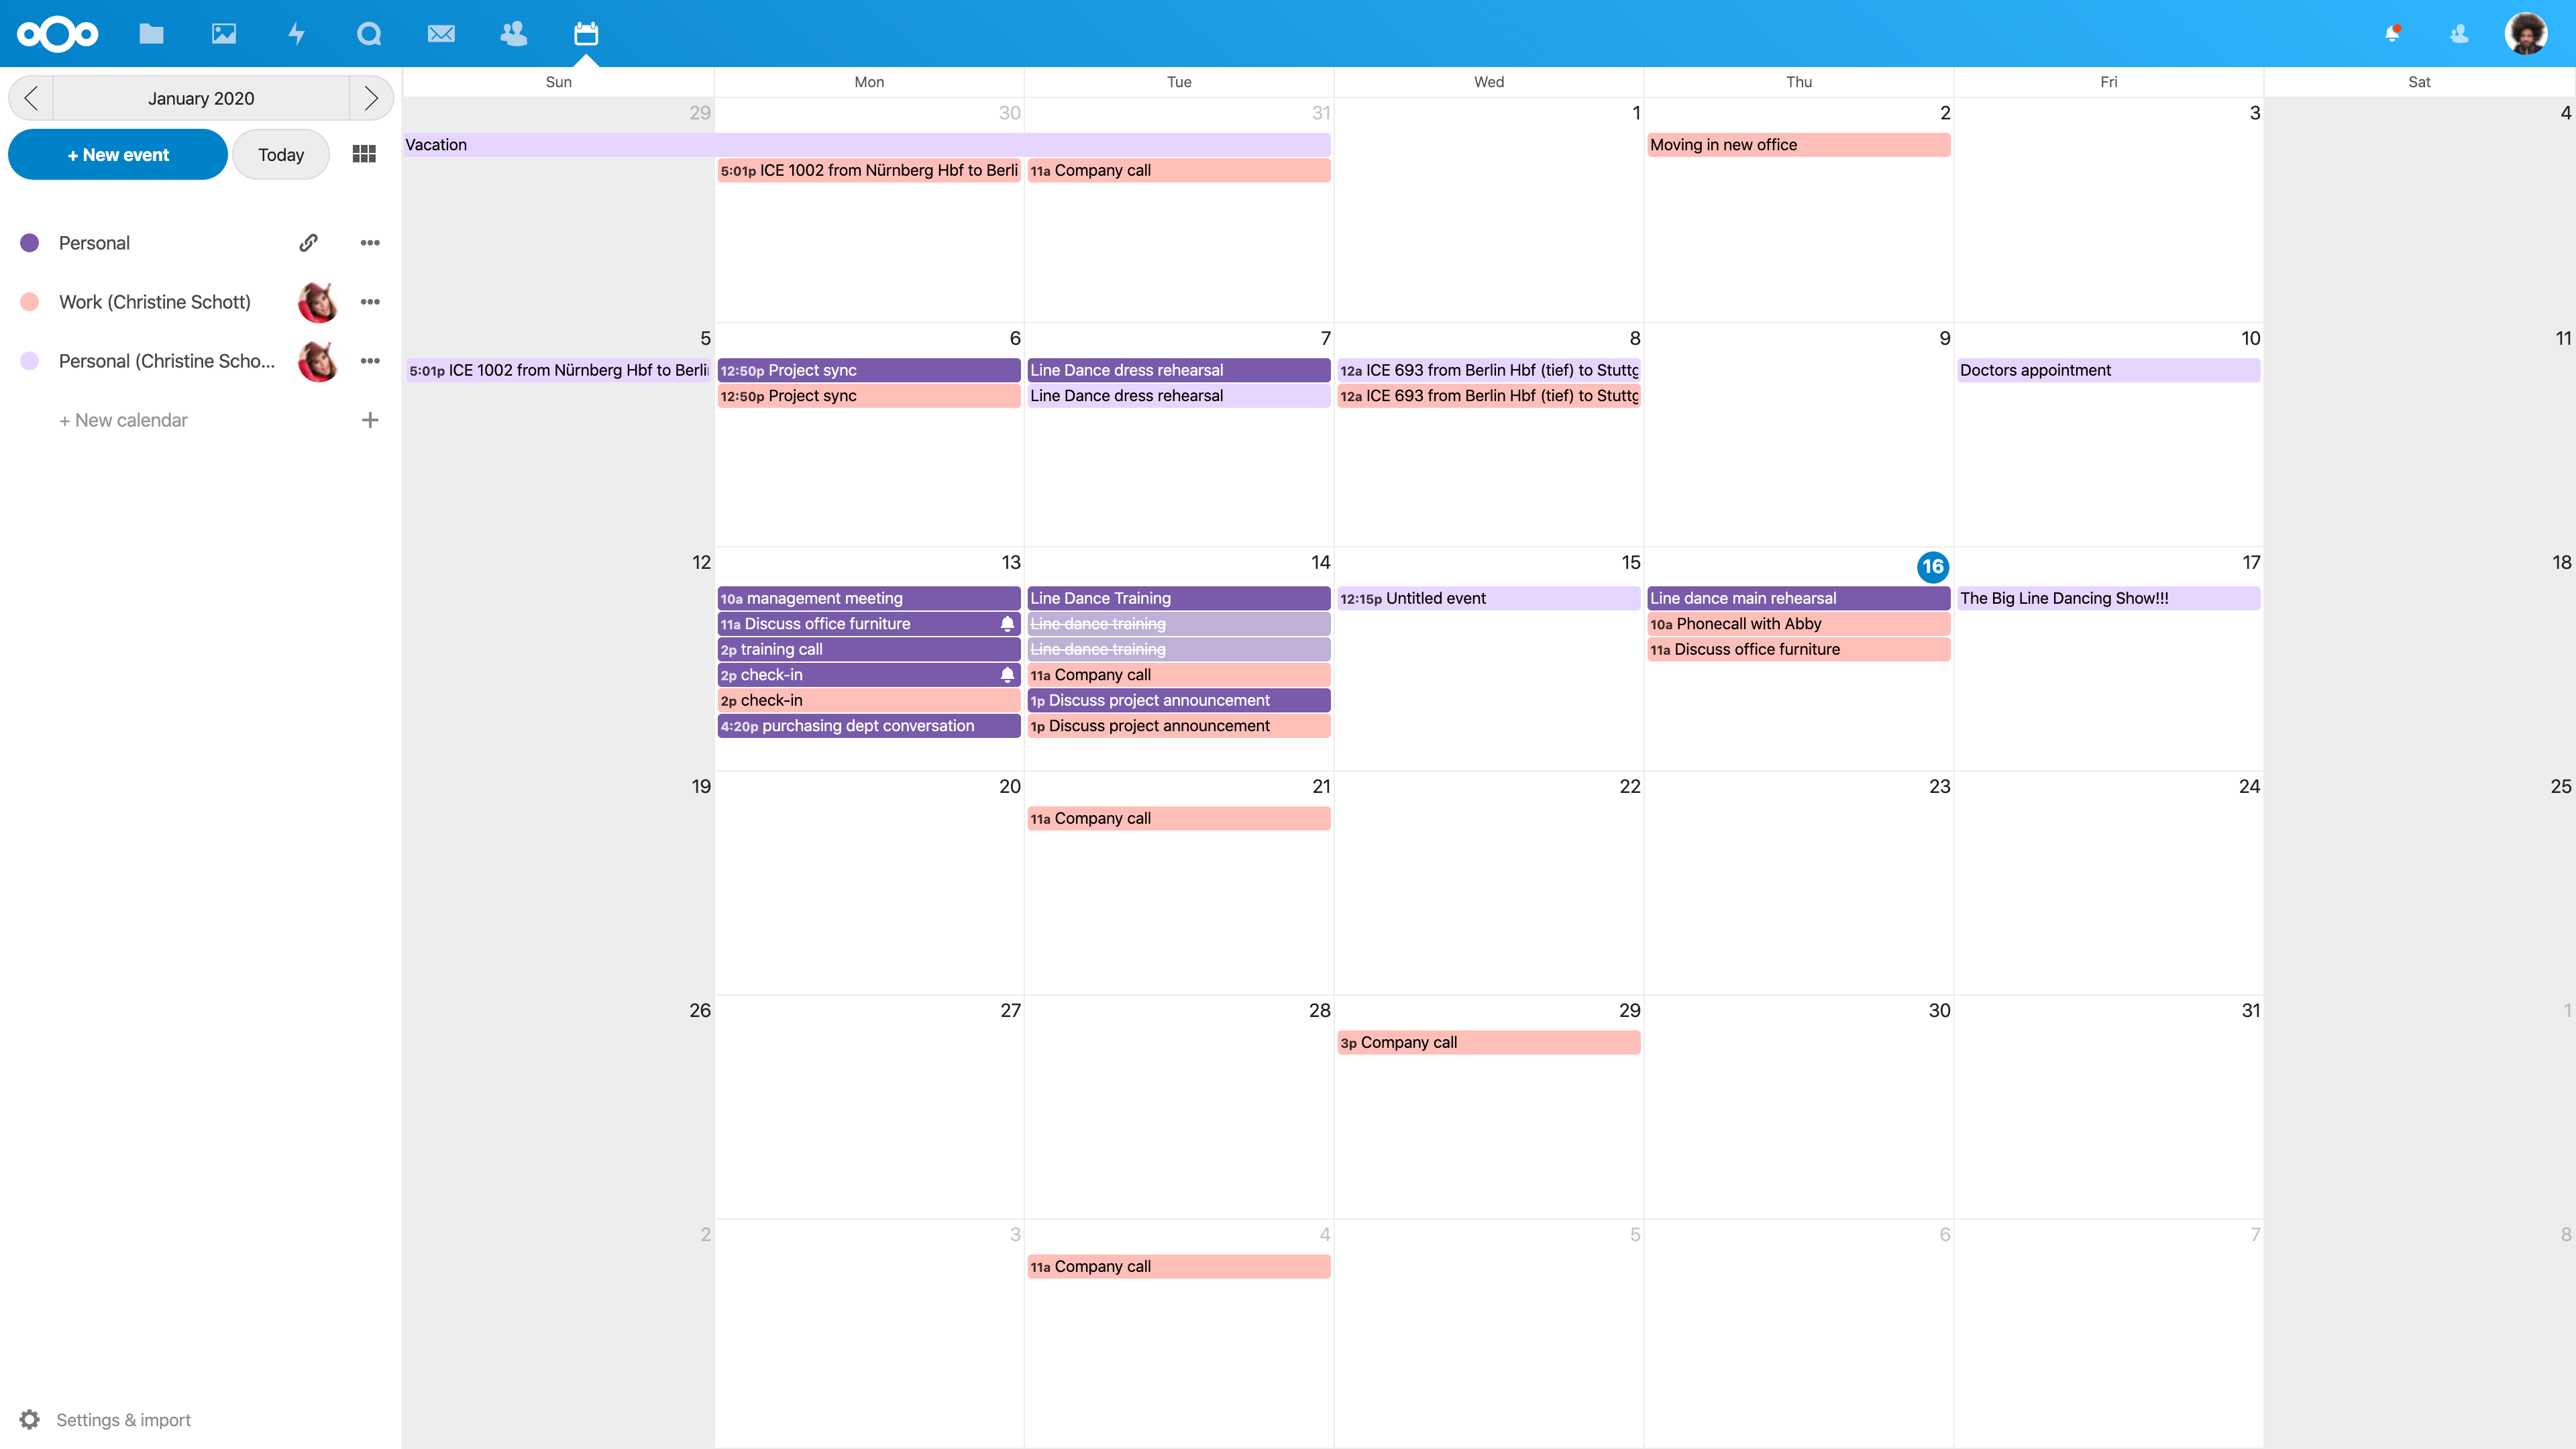 Sun Mon Tue Wed Thu Fri Sat
January 2020
+ New event Today
Personal
Work (Christine Schott)
Personal (Christine Scho...
+ New calendar
Settings & import
29 30 31 1 2 3 4
Vacation
Moving in new office
5:01p ICE 1002 from Nürnberg Hbf to Berli
11a Company call
5 6 7 8 9 10 11
5:01p ICE 1002 from Nürnberg Hbf to Berli
12:50p Project sync
Line Dance dress rehearsal
12a ICE 693 from Berlin Hbf (tief) to Stuttg
Doctors appointment
12:50p Project sync
Line Dance dress rehearsal
12a ICE 693 from Berlin Hbf (tief) to Stuttg
12 13 14 15 16 17 18
10a management meeting
Line Dance Training
12:15p Untitled event
Line dance main rehearsal
The Big Line Dancing Show!!!
11a Discuss office furniture
Line dance training
10a Phonecall with Abby
2p training call
Line dance training
11a Discuss office furniture
2p check-in
11a Company call
2p check-in
1p Discuss project announcement
4:20p purchasing dept conversation
1p Discuss project announcement
19 20 21 22 23 24 25
11a Company call
26 27 28 29 30 31 1
3p Company call
2 3 4 5 6 7 8
11a Company call